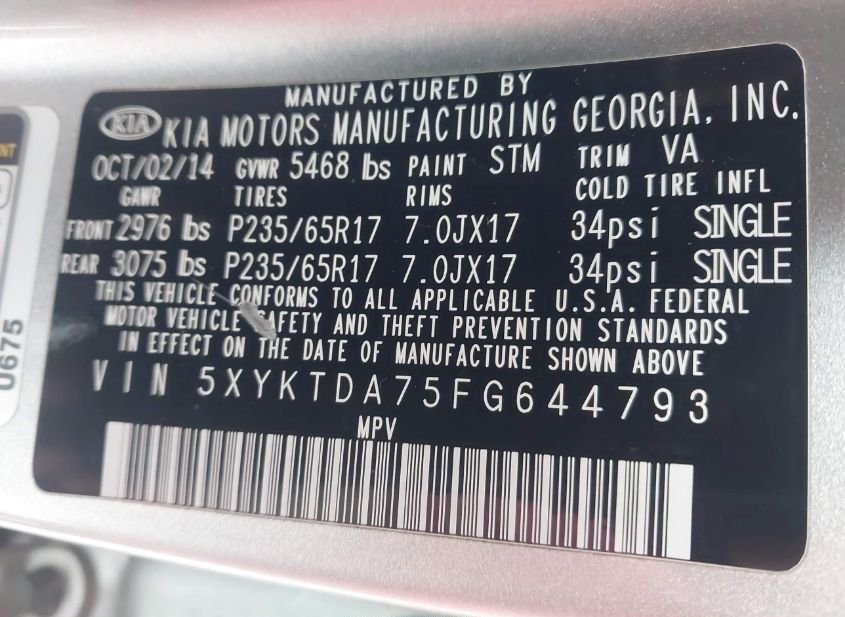 MANUFACTURED BY
KIA KIA MOTORS MANUFACTURING GEORGIA, INC.
OCT/02/14 GVWR 5468 lbs PAINT STM TRIM VA
GAWR TIRES RIMS COLD TIRE INFL
FRONT 2976 lbs P235/65R17 7.0JX17 34psi SINGLE
REAR 3075 lbs P235/65R17 7.0JX17 34psi SINGLE
THIS VEHICLE CONFORMS TO ALL APPLICABLE U.S.A. FEDERAL
MOTOR VEHICLE SAFETY AND THEFT PREVENTION STANDARDS
IN EFFECT ON THE DATE OF MANUFACTURE SHOWN ABOVE
VIN 5XYKTDA75FG644793
MPV
0675